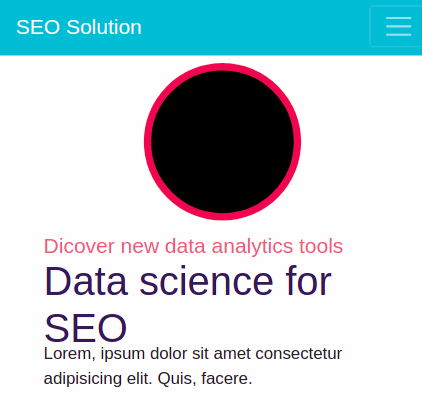 SEO Solution
Dicover new data analytics tools
Data science for
SEO
Lorem, ipsum dolor sit amet consectetur
adipisicing elit. Quis, facere.